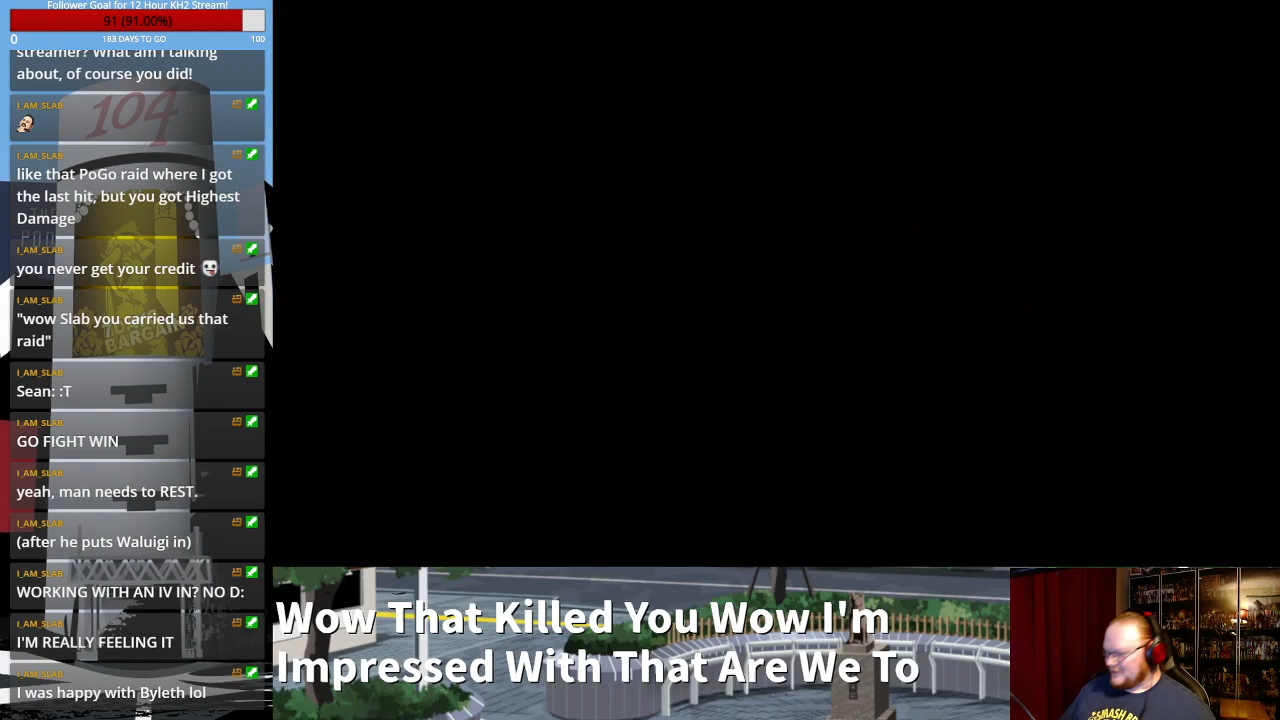 Follower Goal for 12 Hour KH2 Stream!
91 (91.00%)
0
183 DAYS TO GO
100
streamer? What am I talking
about, of course you did!
I_AM_SLAB
104
I_AM_SLAB
like that PoGo raid where I got
the last hit, but you got Highest
Damage
I_AM_SLAB
you never get your credit
I_AM_SLAB
"wow Slab you carried us that
raid"
BARGAIN
I_AM_SLAB
Sean: :T
I_AM_SLAB
GO FIGHT WIN
I_AM_SLAB
yeah, man needs to REST.
I_AM_SLAB
(after he puts Waluigi in)
I_AM_SLAB
WORKING WITH AN IV IN? NO D:
I_AM_SLAB
I'M REALLY FEELING IT
I_AM_SLAB
I was happy with Byleth lol
Wow That Killed You Wow I'm
Impressed With That Are We To